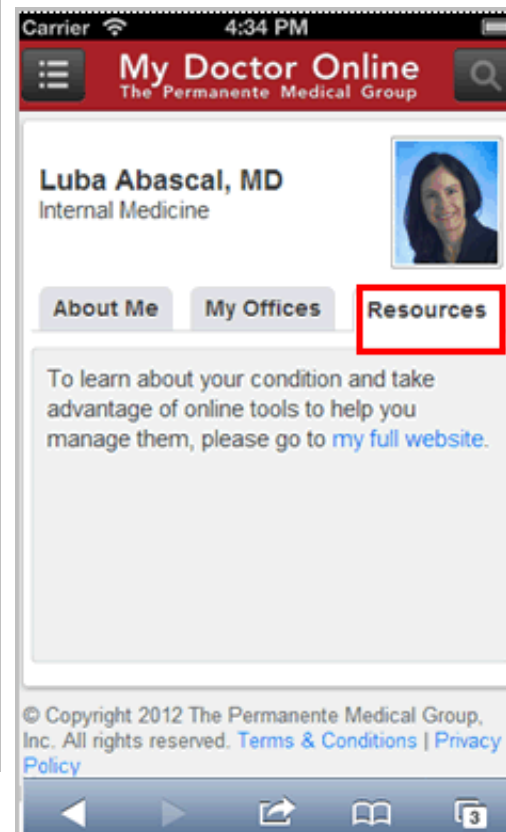 Carrier 4:34 PM
My Doctor Online
The Permanente Medical Group
Luba Abascal, MD
Internal Medicine
About Me My Offices Resources
To learn about your condition and take
advantage of online tools to help you
manage them, please go to my full website.
© Copyright 2012 The Permanente Medical Group,
Inc. All rights reserved. Terms & Conditions | Privacy
Policy
3